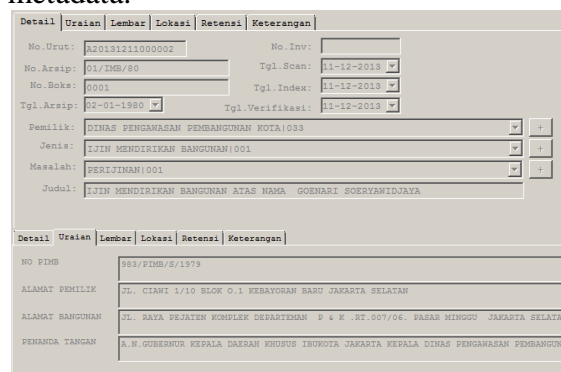 metadata.
Detail Uraian Lembar Lokasi Retensi Keterangan
No.Urut: A20131211000002 No.Inv:
No.Arsip: 01/IMB/80 Tgl.Scan: 11-12-2013
No.Boks: 0001 Tgl.Index: 11-12-2013
Tgl.Arsip: 02-01-1980 Tgl.Verifikasi: 11-12-2013
Pemilik: DINAS PENGAWASAN PEMBANGUNAN KOTA|033 +
Jenis: IJIN MENDIRIKAN BANGUNAN|001 +
Masalah: PERIJINAN|001 +
Judul: IJIN MENDIRIKAN BANGUNAN ATAS NAMA GOENARI SOERYAWIDJAYA
Detail Uraian Lembar Lokasi Retensi Keterangan
NO PIMB 983/PIMB/S/1979
ALAMAT PEMILIK JL. CIAWI 1/10 BLOK O.1 KEBAYORAN BARU JAKARTA SELATAN
ALAMAT BANGUNAN JL. RAYA PEJATEN KOMPLEK DEPARTEMAN P & K .RT.007/06. PASAR MINGGU JAKARTA SELATA
PENANDA TANGAN A.N.GUBERNUR KEPALA DAERAH KHUSUS IBUKOTA JAKARTA KEPALA DINAS PENGAWASAN PEMBANGUN